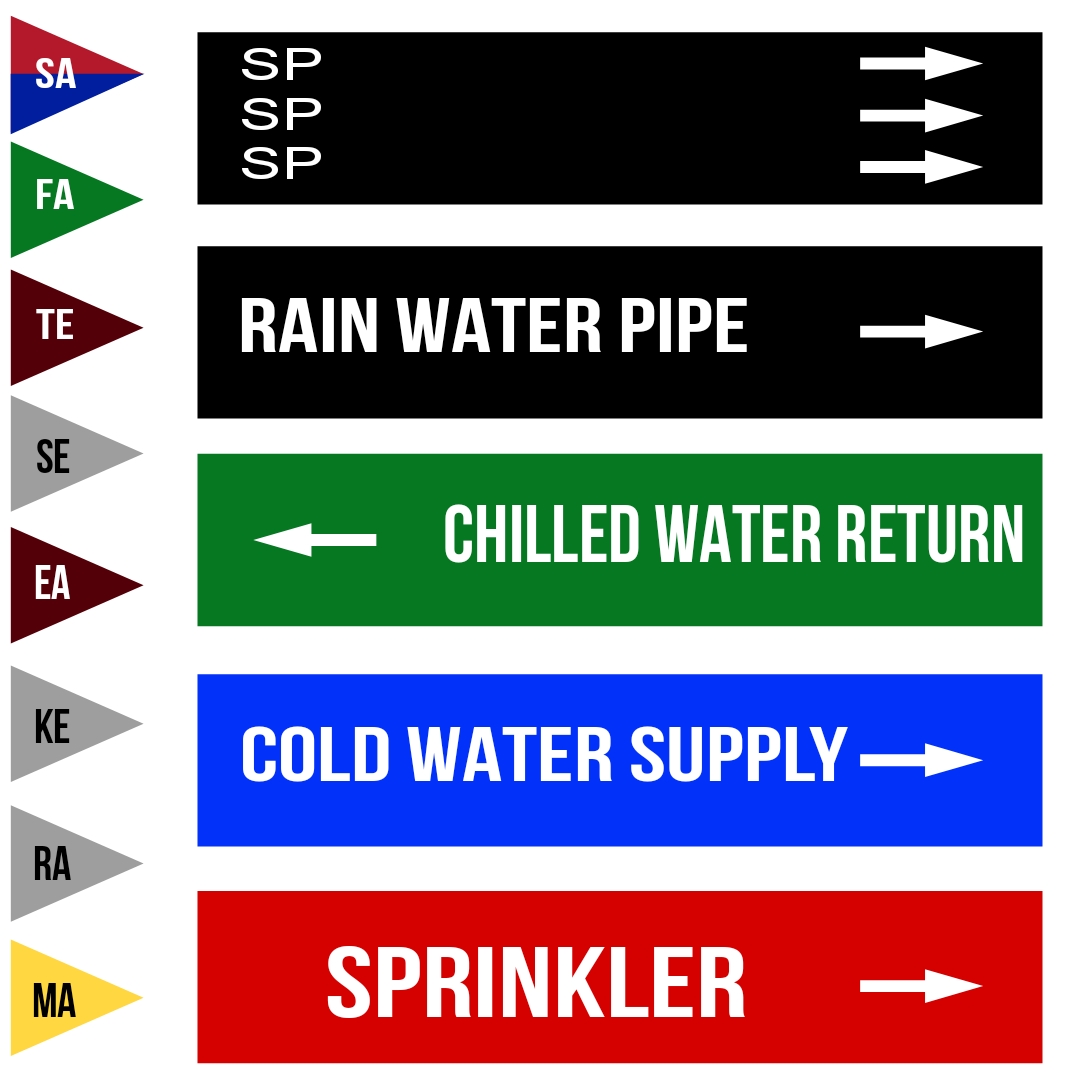 SA
FA
TE
SE
EA
KE
RA
MA
SP
SP
SP
RAIN WATER PIPE
CHILLED WATER RETURN
COLD WATER SUPPLY
SPRINKLER